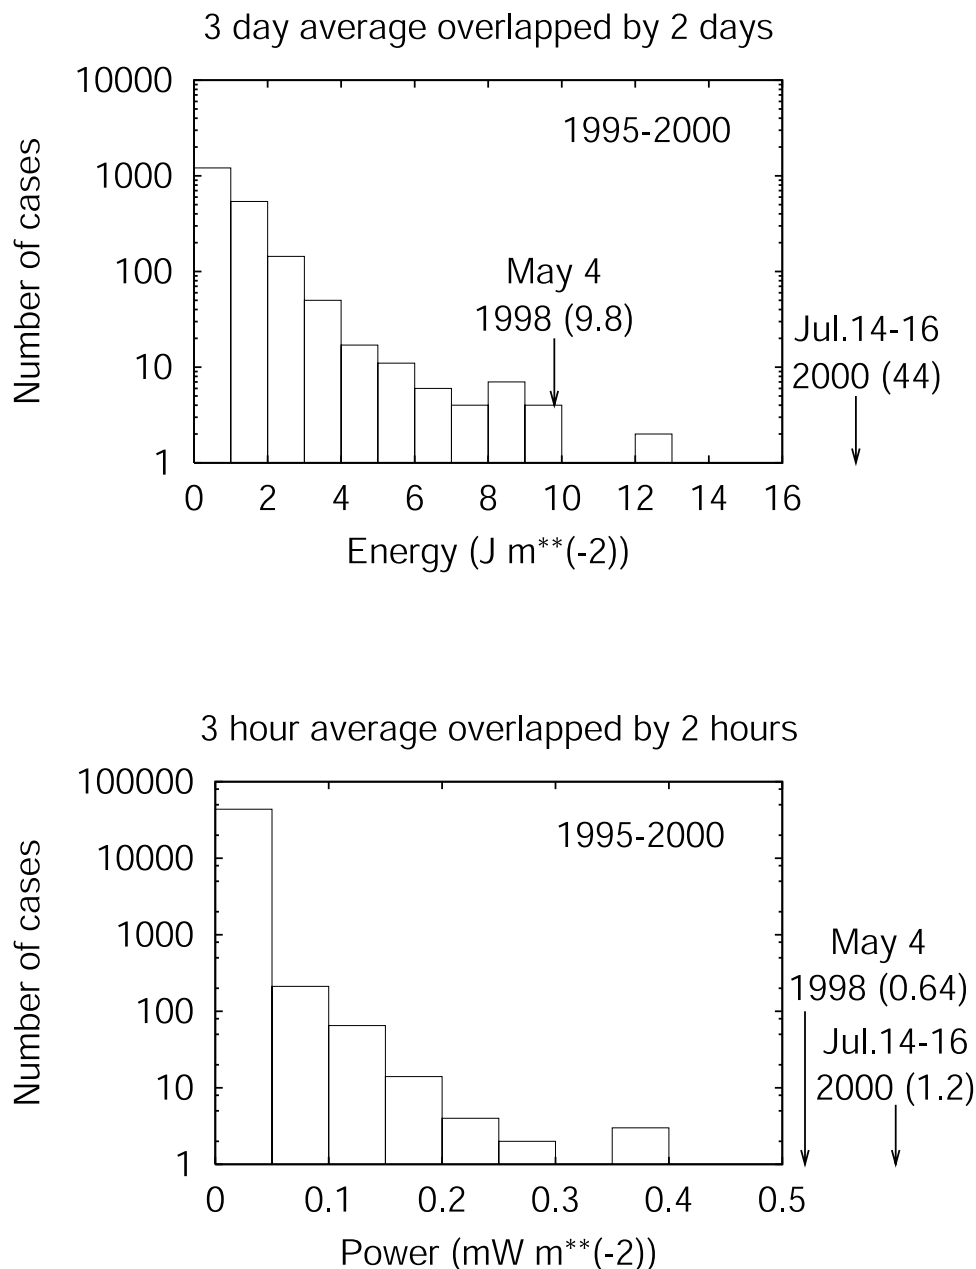 3 day average overlapped by 2 days
10000
1000
100
10
1
Number of cases
1995-2000
May 4
1998 (9.8)
Jul.14-16
2000 (44)
0 2 4 6 8 10 12 14 16
Energy (J m**(-2))
3 hour average overlapped by 2 hours
100000
10000
1000
100
10
1
Number of cases
1995-2000
May 4
1998 (0.64)
Jul.14-16
2000 (1.2)
0 0.1 0.2 0.3 0.4 0.5
Power (mW m**(-2))